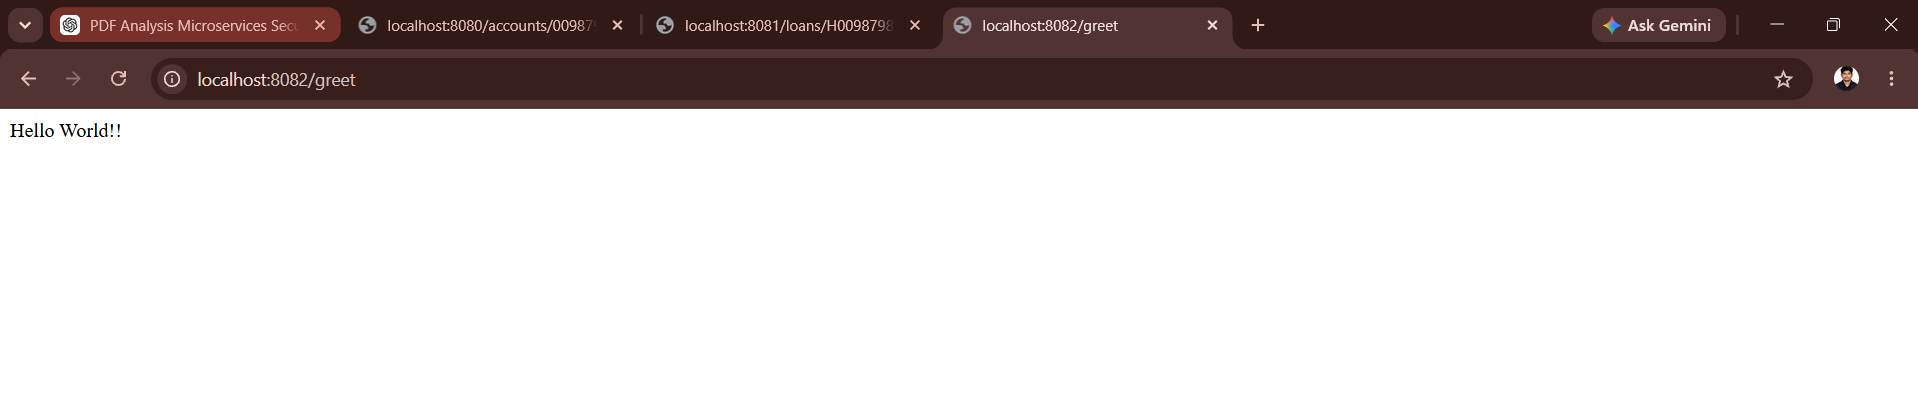 PDF Analysis Microservices Secu
localhost:8080/accounts/00987
localhost:8081/loans/H0098798
localhost:8082/greet
Ask Gemini
localhost:8082/greet
Hello World!!